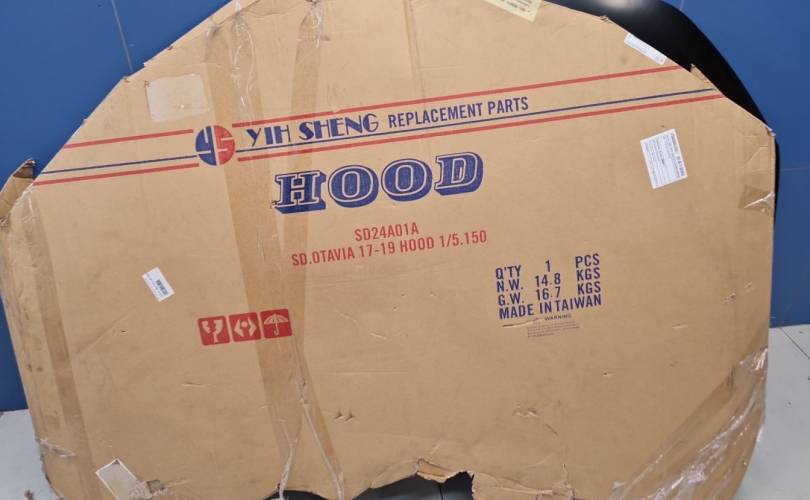 YS YIH SHENG REPLACEMENT PARTS
HOOD
SD24A01A
SD.OTAVIA 17-19 HOOD 1/5.150
Q'TY 1 PCS
N.W. 14.8 KGS
G.W. 16.7 KGS
MADE IN TAIWAN
WARNING